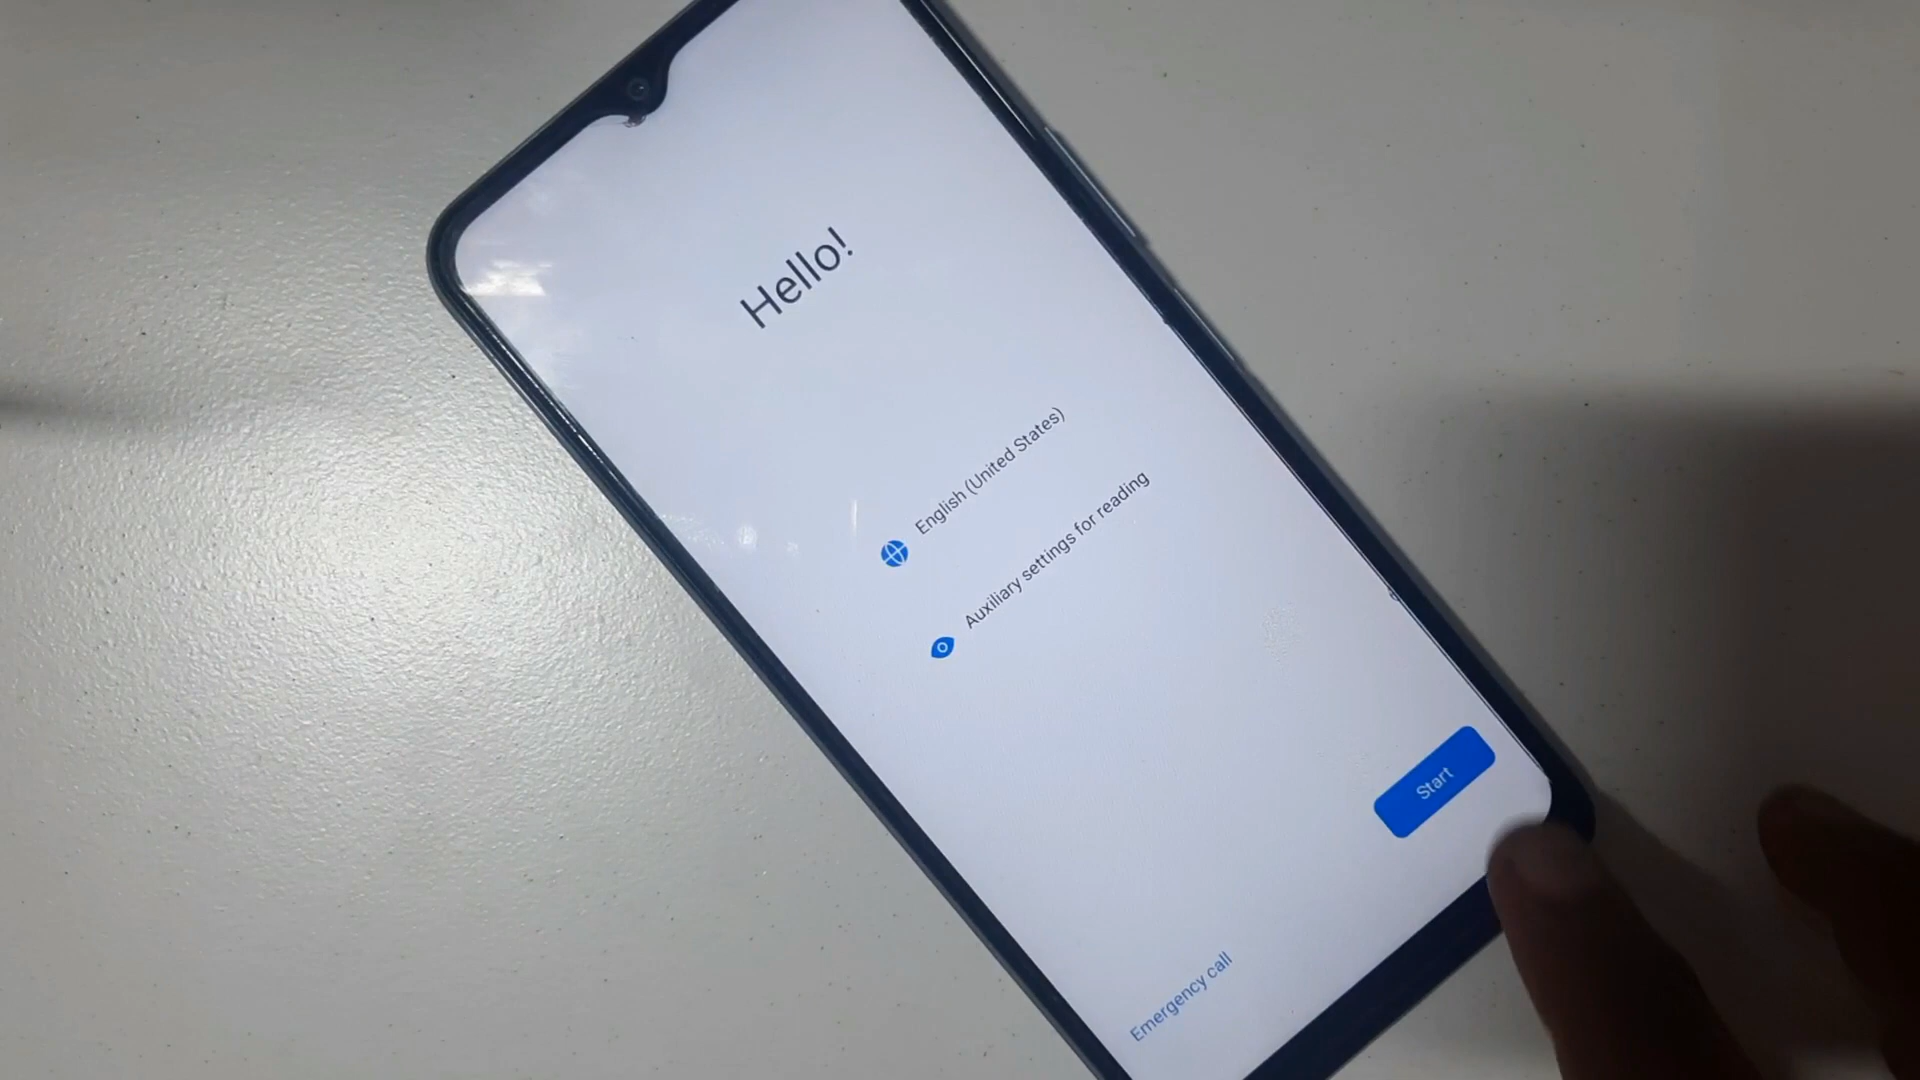 Hello!
English (United States)
Auxiliary settings for reading
Start
Emergency call